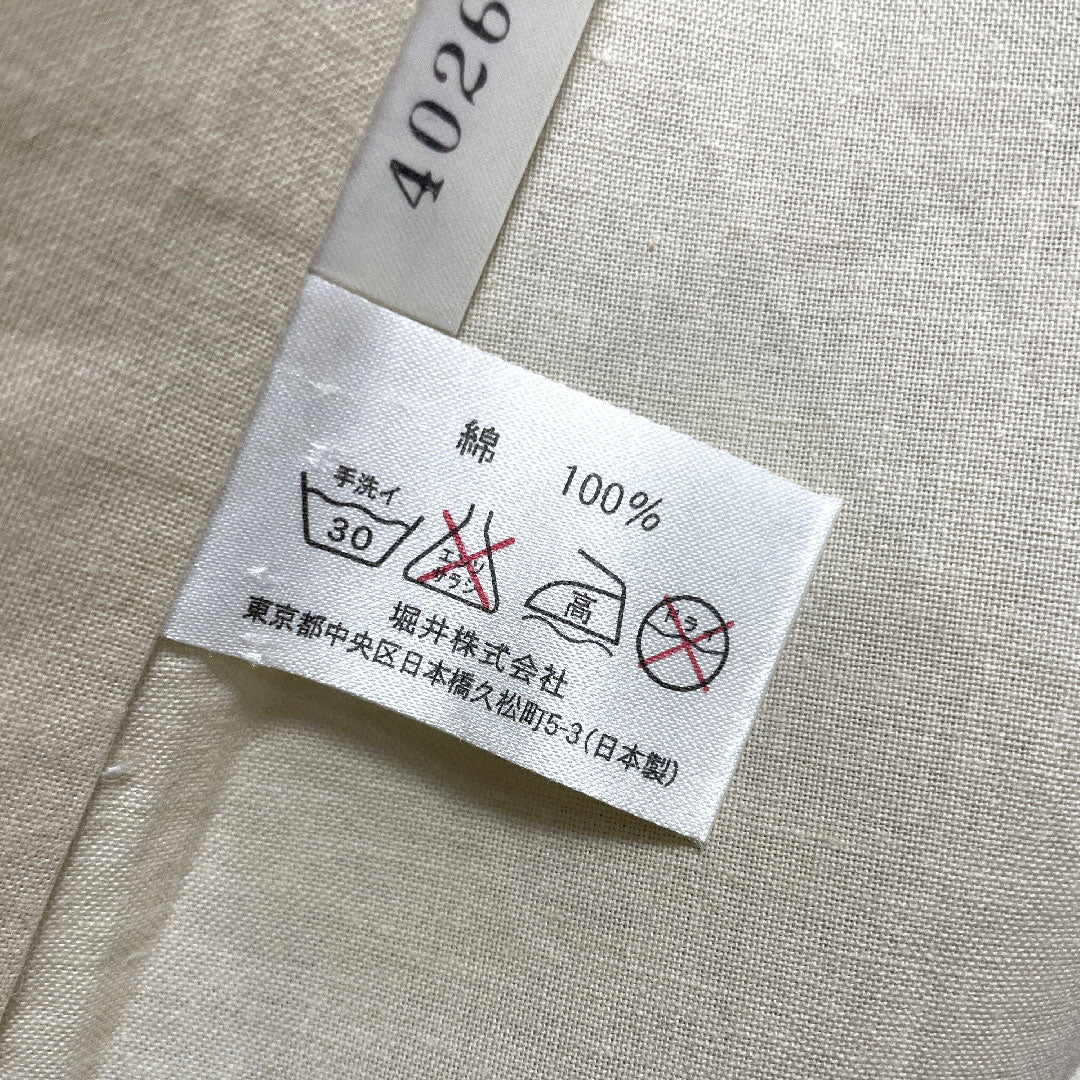 4026
綿 100%
手洗イ
30
エンソ
サラシ
高
ドライ
堀井株式会社
東京都中央区日本橋久松町5-3(日本製)